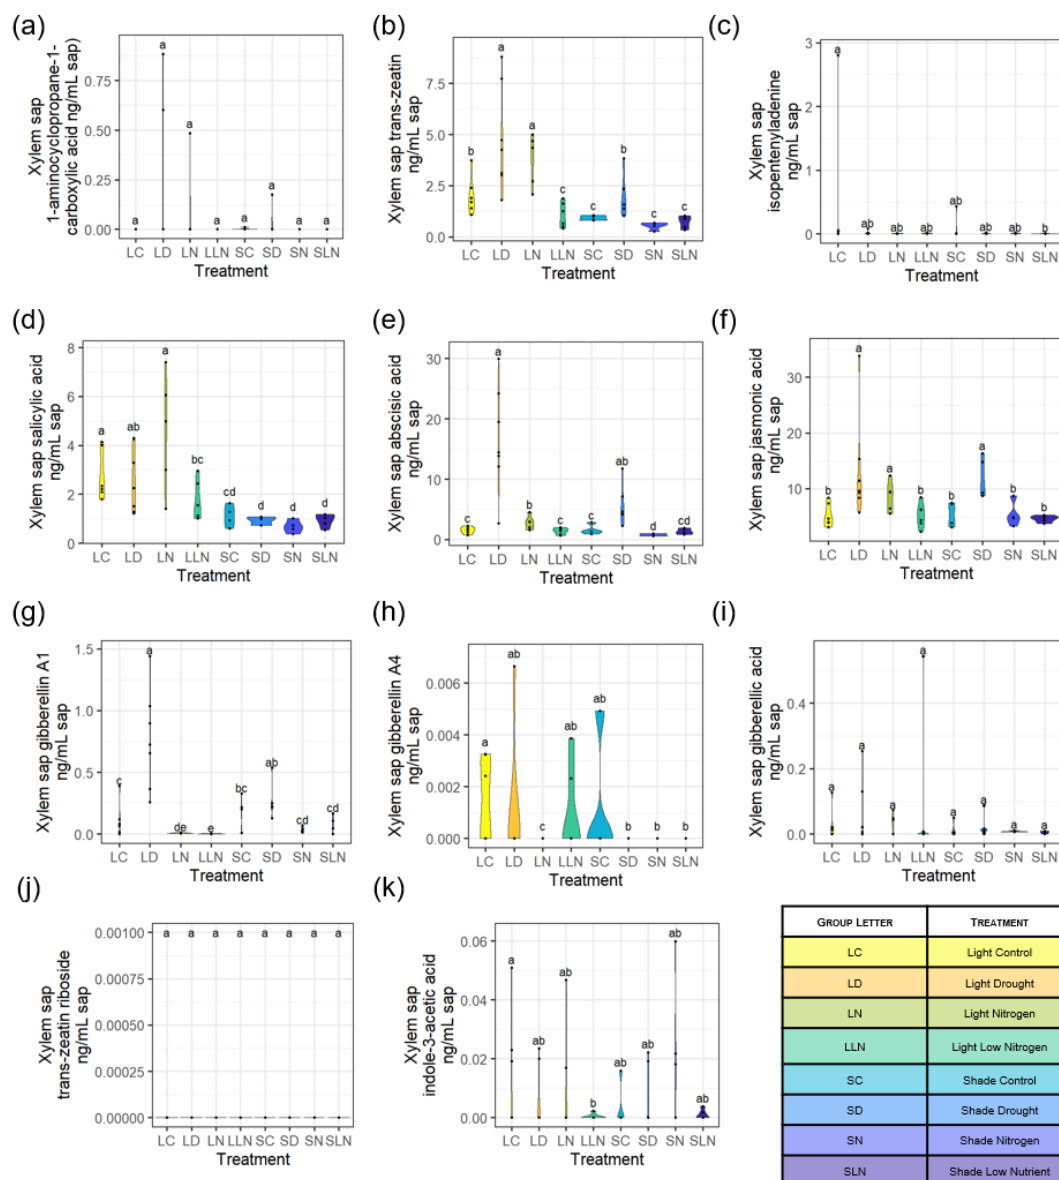 (a)
Xylem sap
1-aminocyclopropane-1-
carboxylic acid ng/mL sap)
0.75
0.50
0.25
0.00
a a a a a a a a
LC LD LN LLN SC SD SN SLN
Treatment
(b)
Xylem sap trans-zeatin
ng/mL sap
7.5
5.0
2.5
0.0
b a a c c b c c
LC LD LN LLN SC SD SN SLN
Treatment
(c)
Xylem sap
isopentenyladenine
ng/mL sap
3
2
1
0
a ab ab ab ab ab ab b
LC LD LN LLN SC SD SN SLN
Treatment
(d)
Xylem sap salicylic acid
ng/mL sap
8
6
4
2
0
a ab a bc cd d d d
LC LD LN LLN SC SD SN SLN
Treatment
(e)
Xylem sap abscisic acid
ng/mL sap
30
20
10
0
c a b c c ab d cd
LC LD LN LLN SC SD SN SLN
Treatment
(f)
Xylem sap jasmonic acid
ng/mL sap
30
20
10
b a a b b a b b
LC LD LN LLN SC SD SN SLN
Treatment
(g)
Xylem sap gibberellin A1
ng/mL sap
1.5
1.0
0.5
0.0
c a de e bc ab cd cd
LC LD LN LLN SC SD SN SLN
Treatment
(h)
Xylem sap gibberellin A4
ng/mL sap
0.006
0.004
0.002
0.000
a ab c ab ab b b b
LC LD LN LLN SC SD SN SLN
Treatment
(i)
Xylem sap gibberellic acid
ng/mL sap
0.4
0.2
0.0
a a a a a a a a
LC LD LN LLN SC SD SN SLN
Treatment
(j)
Xylem sap
trans-zeatin riboside
ng/mL sap
0.00100
0.00075
0.00050
0.00025
0.00000
a a a a a a a a
LC LD LN LLN SC SD SN SLN
Treatment
(k)
Xylem sap
indole-3-acetic acid
ng/mL sap
0.06
0.04
0.02
0.00
a ab ab b ab ab ab ab
LC LD LN LLN SC SD SN SLN
Treatment
GROUP LETTER TREATMENT
LC Light Control
LD Light Drought
LN Light Nitrogen
LLN Light Low Nitrogen
SC Shade Control
SD Shade Drought
SN Shade Nitrogen
SLN Shade Low Nutrient